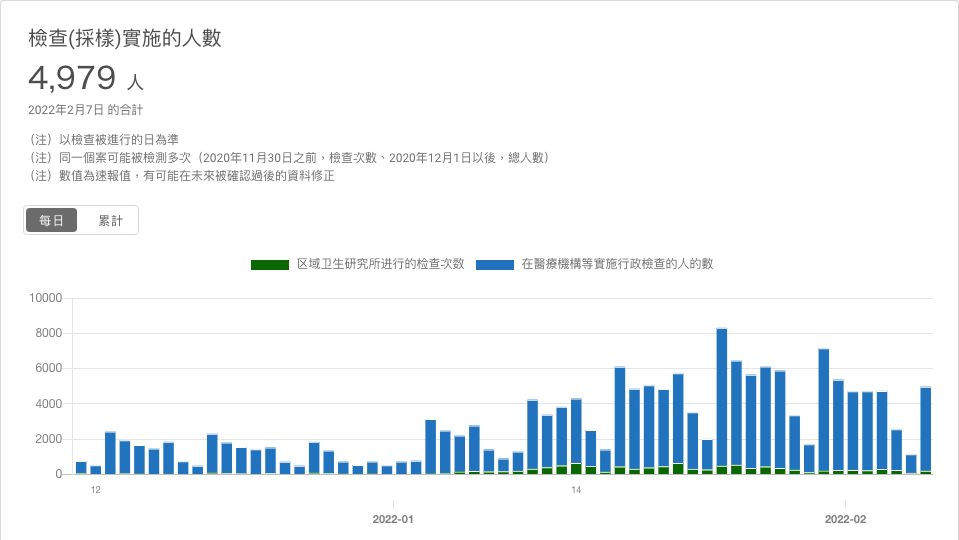 檢查(採樣)實施的人數
4,979 人
2022年2月7日 的合計
（注）以檢查被進行的日為準
（注）同一個案可能被檢測多次（2020年11月30日之前，檢查次數、2020年12月1日以後，總人數）
（注）數值為速報值，有可能在未來被確認過後的資料修正
每日 累計
区域卫生研究所进行的检查次数 在醫療機構等實施行政檢查的人的數
10000
8000
6000
4000
2000
0
12 14
2022-01 2022-02